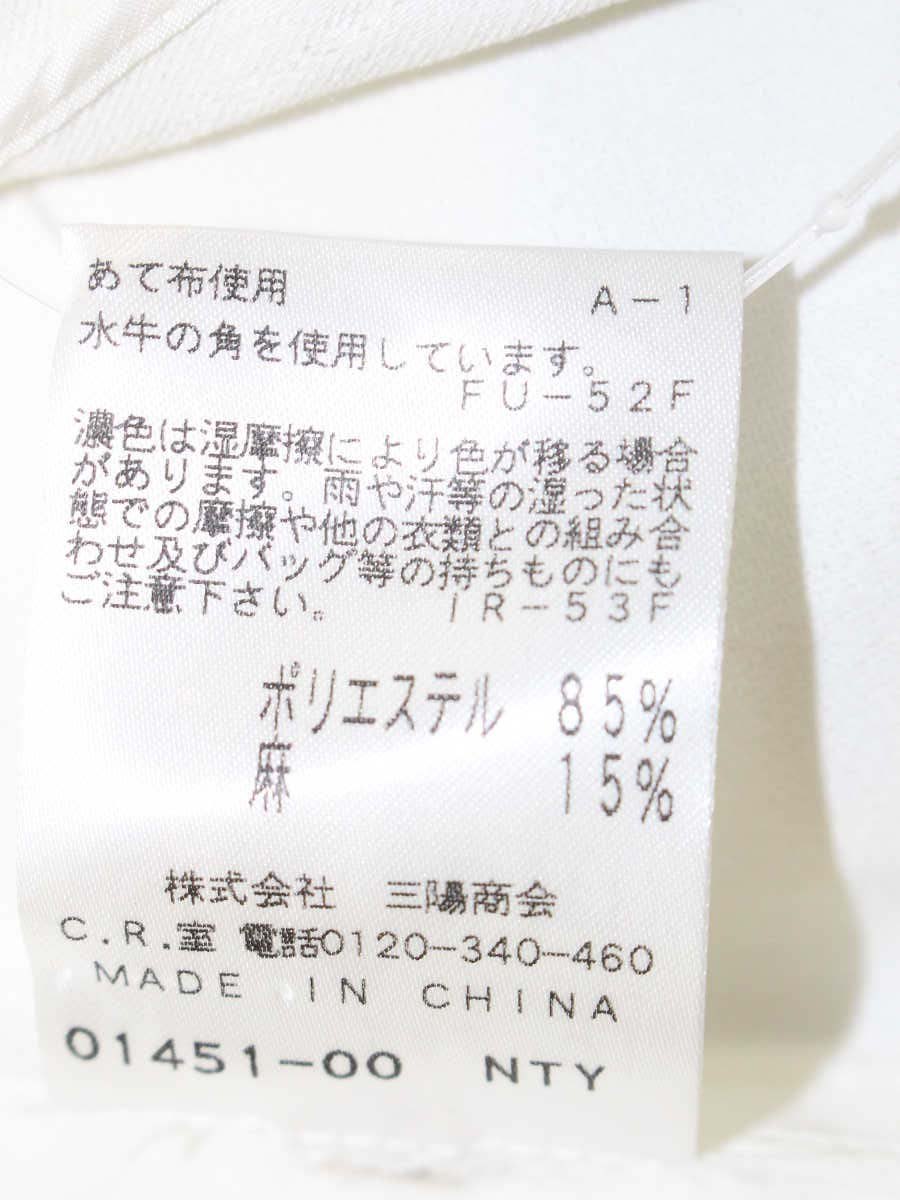 あて布使用 A-1
水牛の角を使用しています。
FU-52F
濃色は湿摩擦により色が移る場合
があります。雨や汗等の湿った状
態での摩擦や他の衣類との組み合
わせ及びバッグ等の持ちものにも
ご注意下さい。 IR-53F
ポリエステル 85%
麻 15%
株式会社 三陽商会
C.R.室 電話0120-340-460
MADE IN CHINA
01451-00 NTY